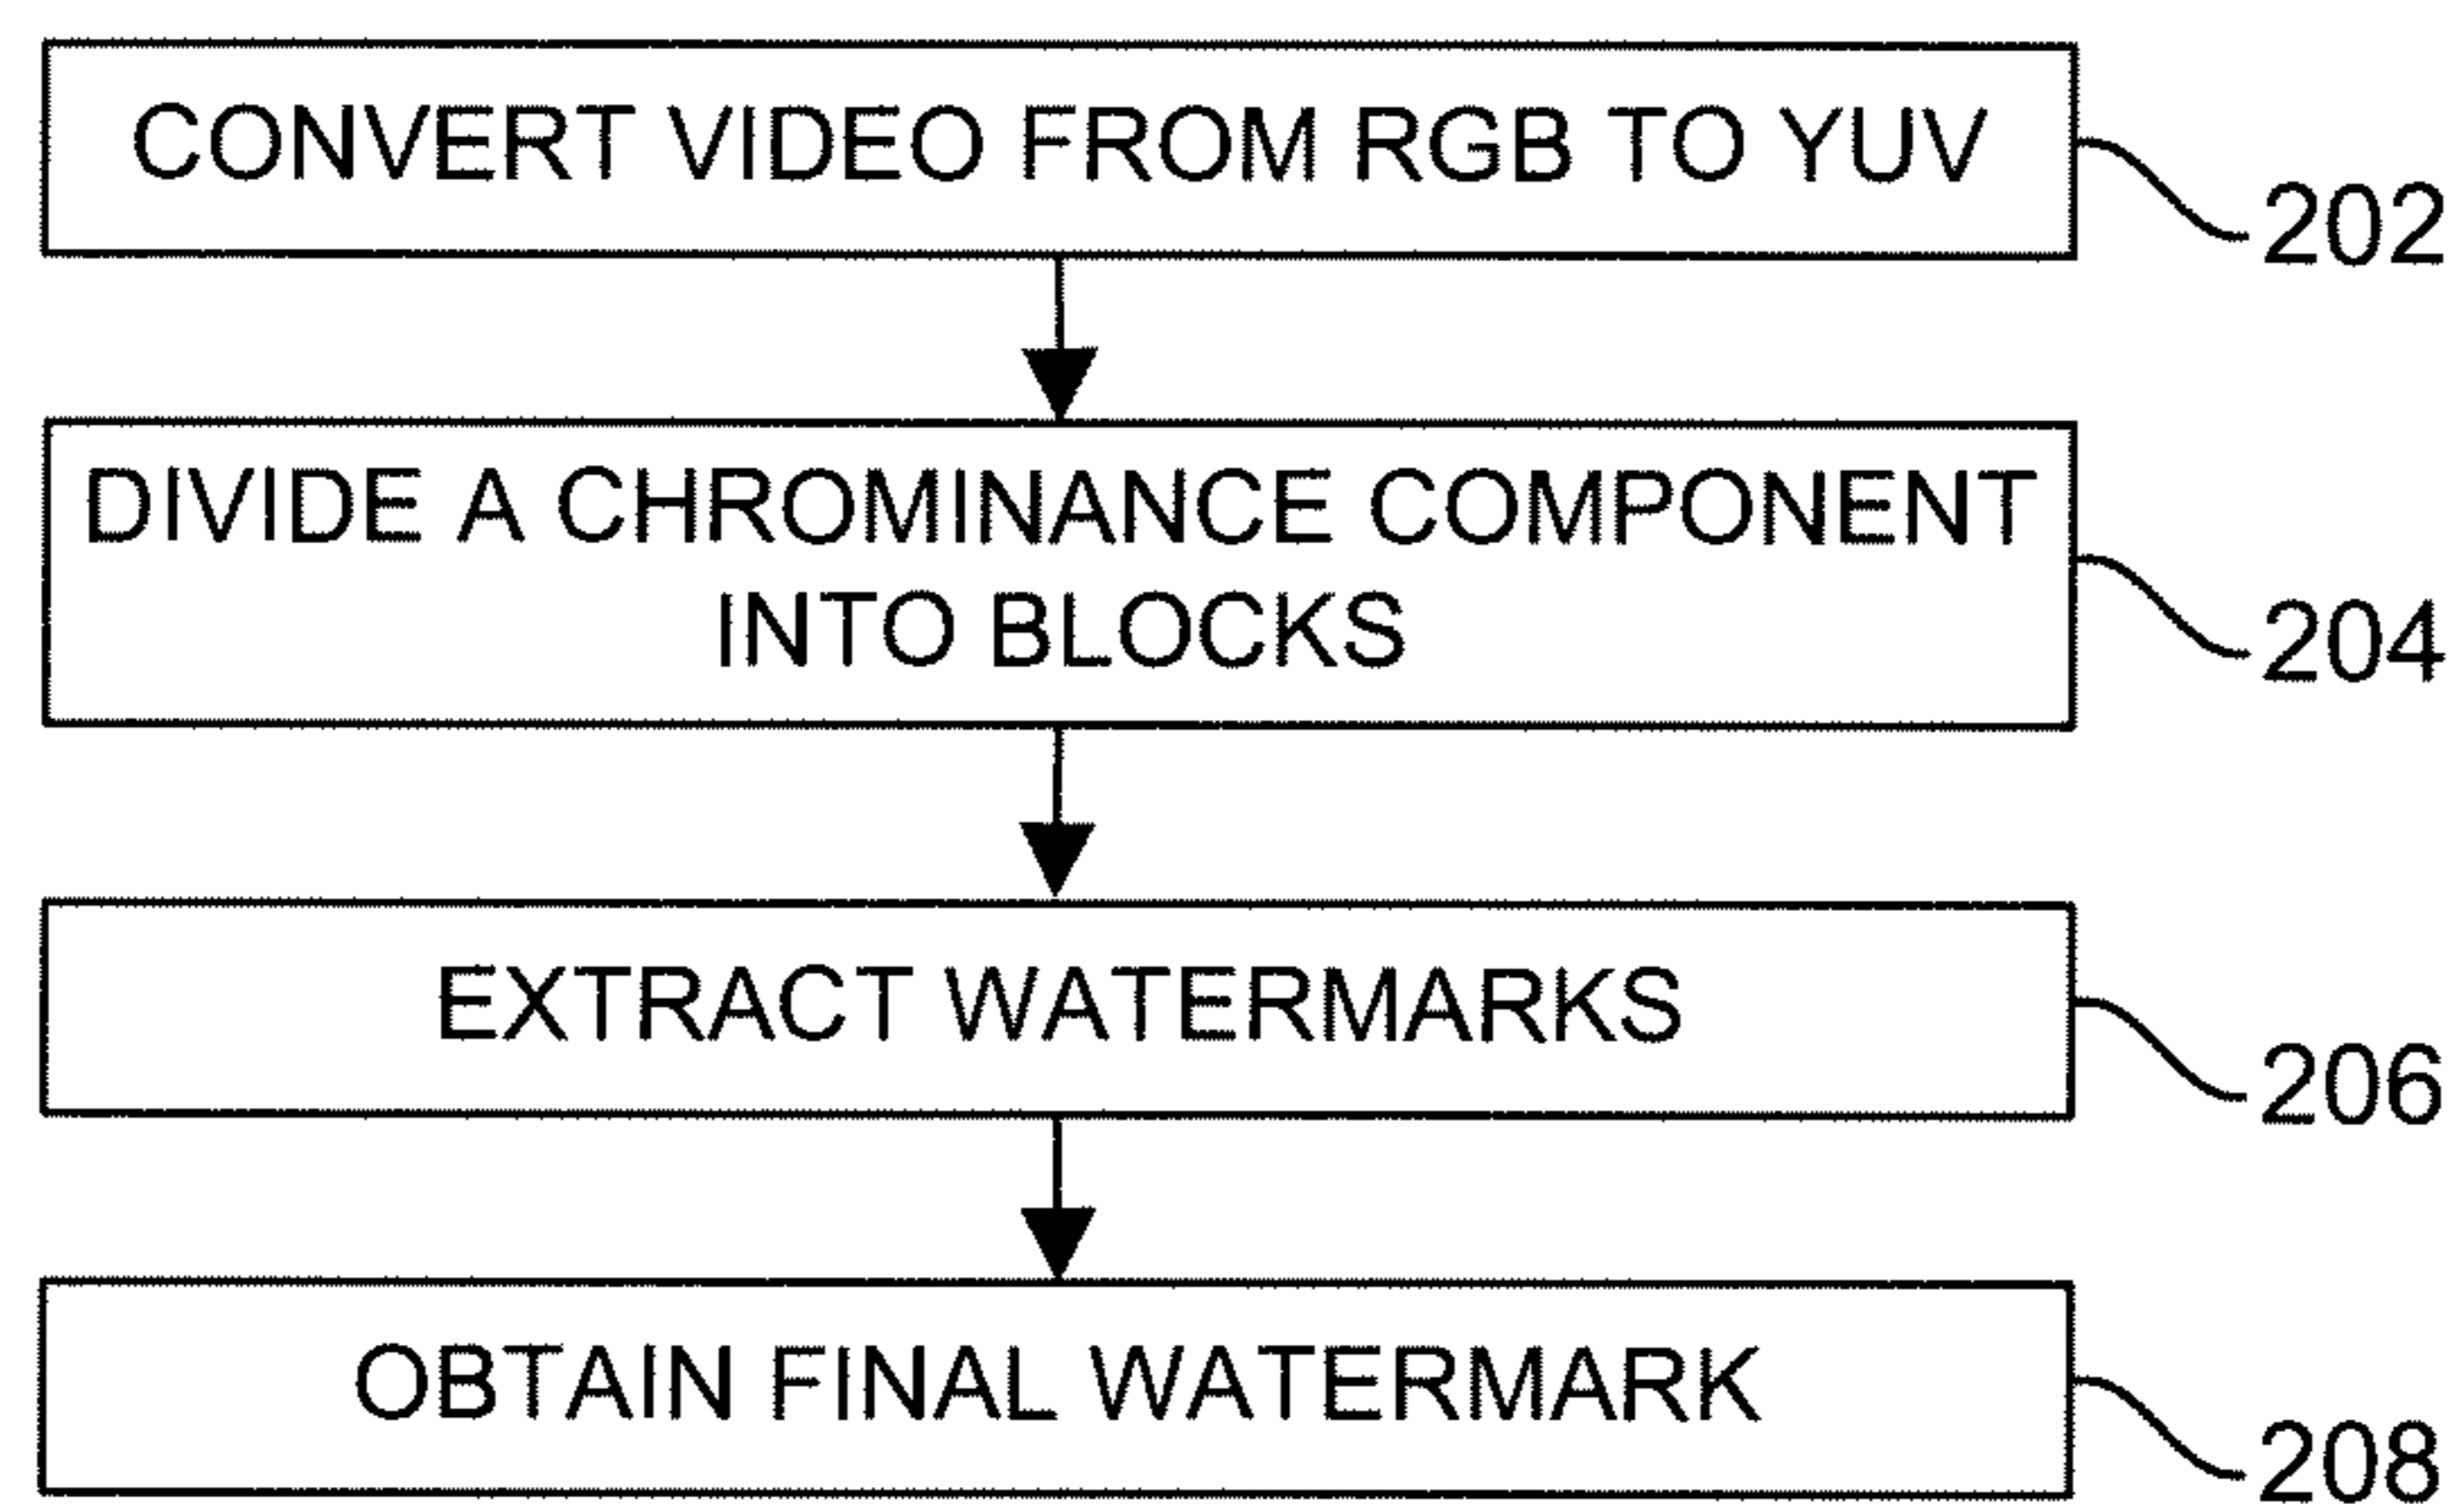 CONVERT VIDEO FROM RGB TO YUV
202
DIVIDE A CHROMINANCE COMPONENT
INTO BLOCKS
204
EXTRACT WATERMARKS
206
OBTAIN FINAL WATERMARK
208